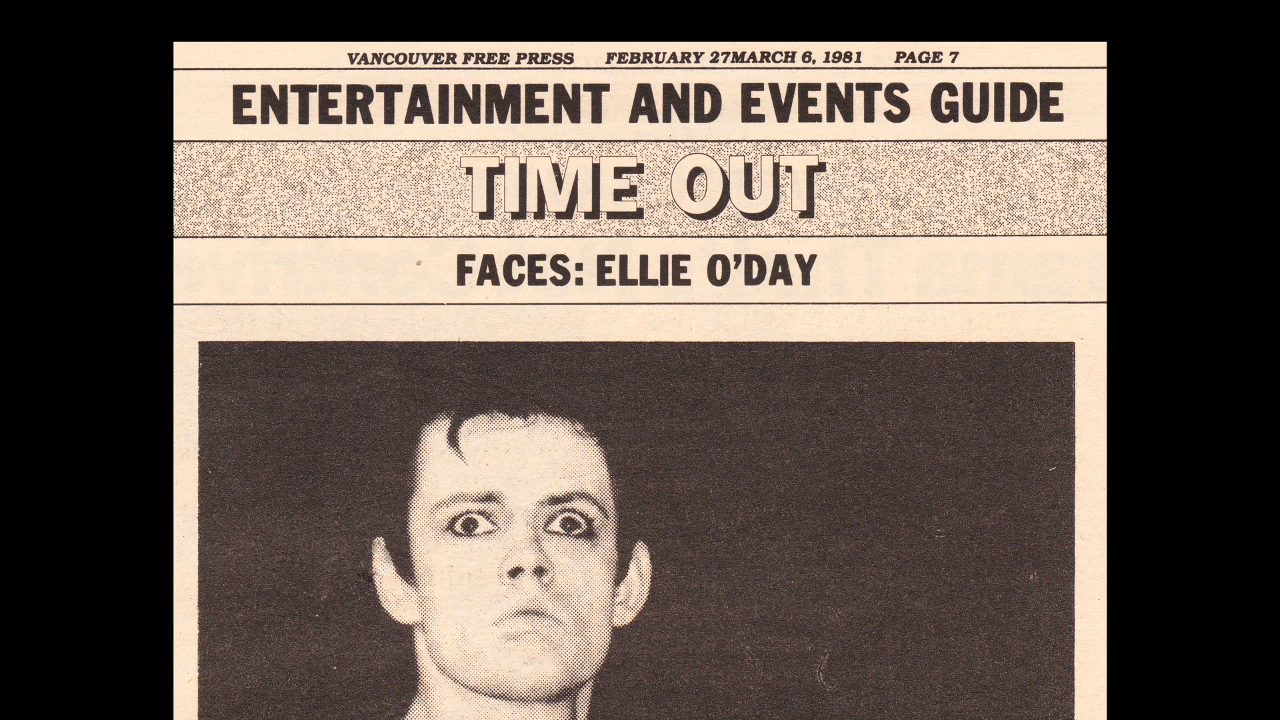 VANCOUVER FREE PRESS FEBRUARY 27MARCH 6, 1981 PAGE 7
ENTERTAINMENT AND EVENTS GUIDE
TIME OUT
FACES: ELLIE O'DAY